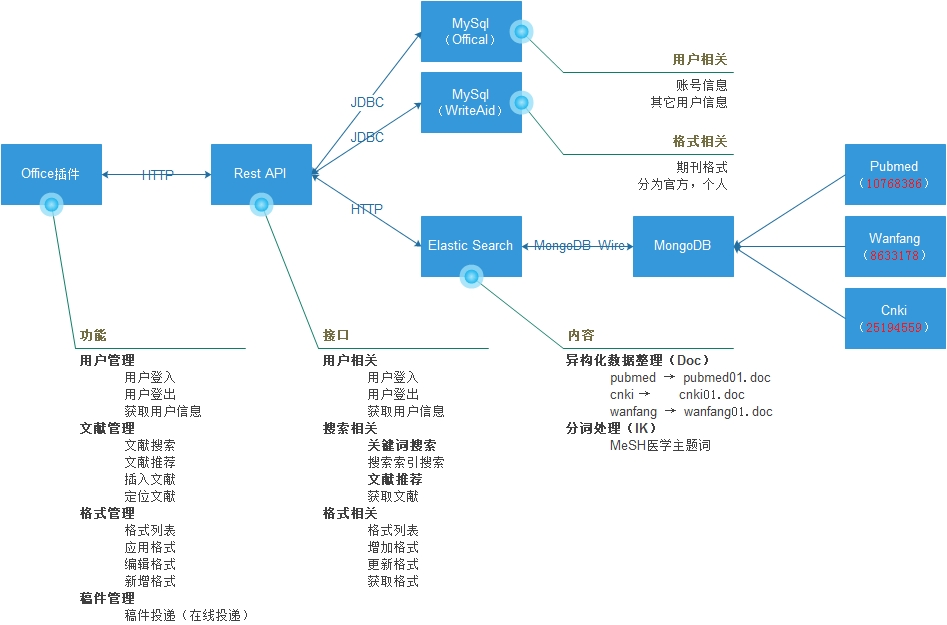 MySql
（Offical）
用户相关
账号信息
其它用户信息
JDBC
MySql
（WriteAid）
JDBC
格式相关
期刊格式
分为官方，个人
Office插件
HTTP
Rest API
HTTP
Pubmed
（10768386）
Elastic Search
MongoDB Wire
MongoDB
Wanfang
（8633178）
Cnki
（25194559）
功能
用户管理
用户登入
用户登出
获取用户信息
文献管理
文献搜索
文献推荐
插入文献
定位文献
格式管理
格式列表
应用格式
编辑格式
新增格式
稿件管理
稿件投递（在线投递）
接口
用户相关
用户登入
用户登出
获取用户信息
搜索相关
关键词搜索
搜索索引搜索
文献推荐
获取文献
格式相关
格式列表
增加格式
更新格式
获取格式
内容
异构化数据整理（Doc）
pubmed → pubmed01.doc
cnki → cnki01.doc
wanfang → wanfang01.doc
分词处理（IK）
MeSH医学主题词